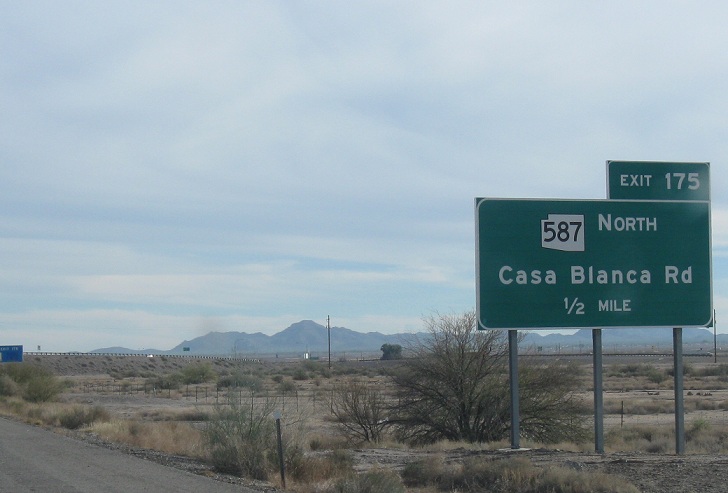 EXIT 175
587 NORTH
Casa Blanca Rd
1/2 MILE